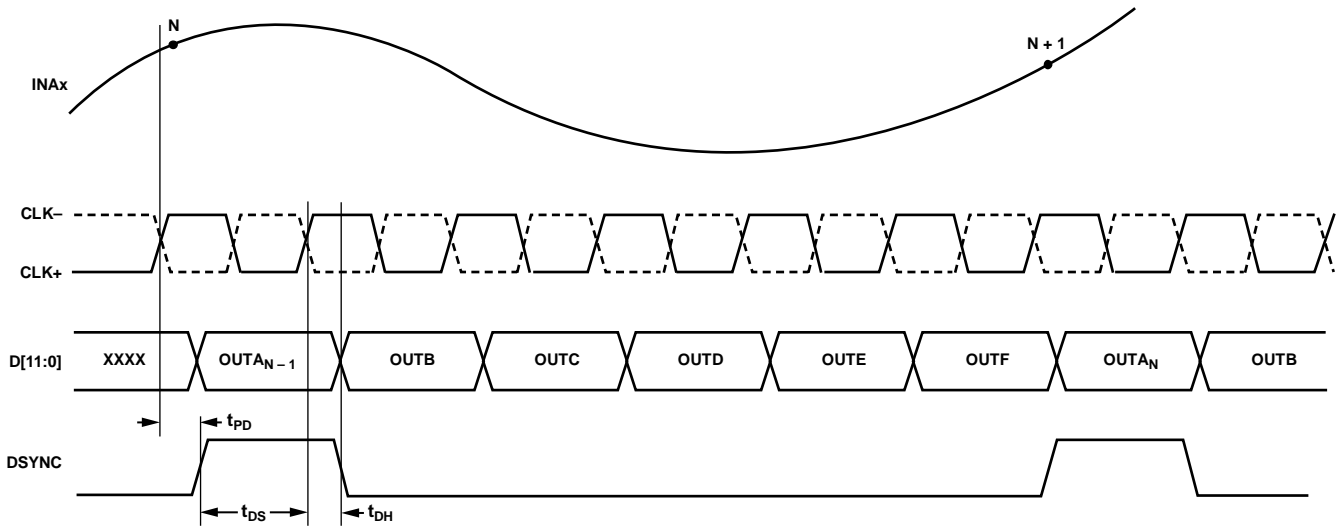 N
N + 1
INAx
CLK–
CLK+
D[11:0]
XXXX
OUTAN – 1
OUTB
OUTC
OUTD
OUTE
OUTF
OUTAN
OUTB
tPD
DSYNC
tDS
tDH